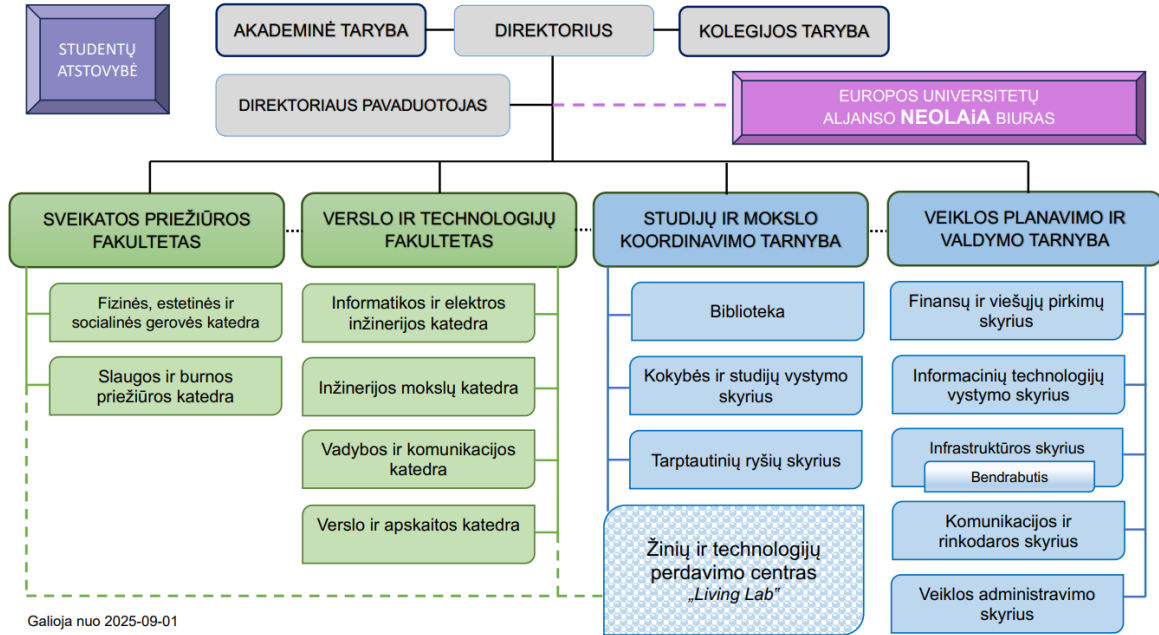 STUDENTŲ
ATSTOVYBĖ
AKADEMINĖ TARYBA
DIREKTORIUS
KOLEGIJOS TARYBA
DIREKTORIAUS PAVADUOTOJAS
EUROPOS UNIVERSITETŲ
ALJANSO NEOLAiA BIURAS
SVEIKATOS PRIEŽIŪROS
FAKULTETAS
Fizinės, estetinės ir
socialinės gerovės katedra
Slaugos ir burnos
priežiūros katedra
VERSLO IR TECHNOLOGIJŲ
FAKULTETAS
Informatikos ir elektros
inžinerijos katedra
Inžinerijos mokslų katedra
Vadybos ir komunikacijos
katedra
Verslo ir apskaitos katedra
STUDIJŲ IR MOKSLO
KOORDINAVIMO TARNYBA
Biblioteka
Kokybės ir studijų vystymo
skyrius
Tarptautinių ryšių skyrius
Žinių ir technologijų
perdavimo centras
„Living Lab“
VEIKLOS PLANAVIMO IR
VALDYMO TARNYBA
Finansų ir viešųjų pirkimų
skyrius
Informacinių technologijų
vystymo skyrius
Infrastruktūros skyrius
Bendrabutis
Komunikacijos ir
rinkodaros skyrius
Veiklos administravimo
skyrius
Galioja nuo 2025-09-01